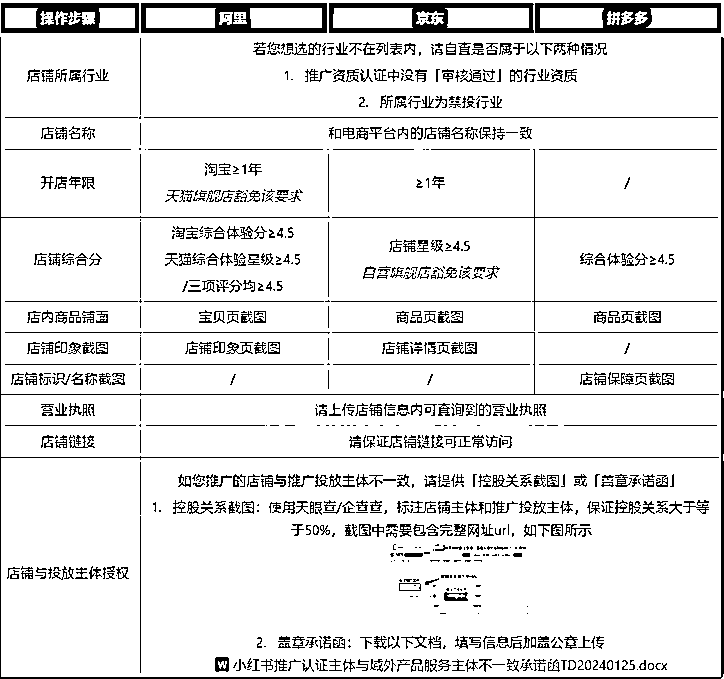 操作步骤 阿里 京东 拼多多
店铺所属行业
若您想选的行业不在列表内，请自查是否属于以下两种情况
1. 推广资质认证中没有「审核通过」的行业资质
2. 所属行业为禁投行业
店铺名称 和电商平台内的店铺名称保持一致
开店年限
淘宝≥1年
天猫旗舰店豁免该要求
≥1年
/
店铺综合分
淘宝综合体验分≥4.5
天猫综合体验星级≥4.5
/三项评分均≥4.5
店铺星级≥4.5
自营旗舰店豁免该要求
综合体验分≥4.5
店内商品铺面 宝贝页截图 商品页截图 商品页截图
店铺印象截图 店铺印象页截图 店铺详情页截图 /
店铺标识/名称截图 / / 店铺保障页截图
营业执照 请上传店铺信息内可查询到的营业执照
店铺链接 请保证店铺链接可正常访问
店铺与投放主体授权
如您推广的店铺与推广投放主体不一致，请提供「控股关系截图」或「盖章承诺函」
1. 控股关系截图：使用天眼查/企查查，标注店铺主体和推广投放主体，保证控股关系大于等
于50%，截图中需要包含完整网址url，如下图所示
2. 盖章承诺函：下载以下文档，填写信息后加盖公章上传
W 小红书推广认证主体与域外产品服务主体不一致承诺函TD20240125.docx